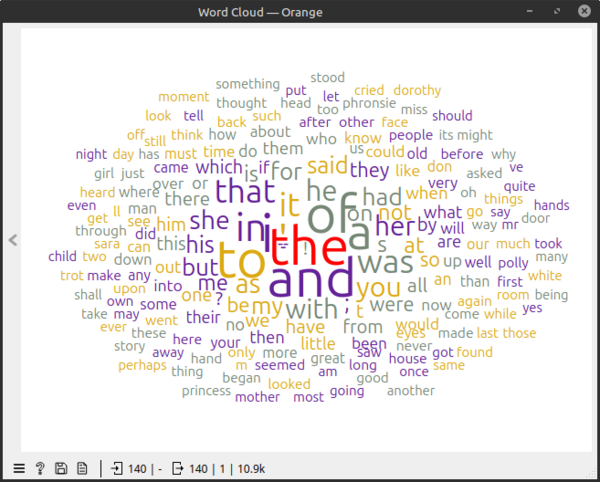 Word Cloud — Orange
stood
something
put let cried dorothy
moment thought head too phronsie miss
look tell back such after other face should
off still think how about who know people its might
night day has must time do them us could old before why
girl just came which if is for said they like don asked ve
heard where over or there that it he had when very oh things quite
even get ll man she in i ! of on not what go say hands
through did see him his the a her by will way mr door
sara can this " ! s at are our much took
child two down out but to and was so up well polly many
trot make any into me as you all an than first white
shall upon one ? be my with ; t were now again room being
own some their no we have from would come while yes
take may went your then little been eyes made last those
ever these here only more great saw never house got found
story away hand m seemed am long once same
perhaps thing began looked good another
princess mother most going
140 | - 140 | 1 | 10.9k